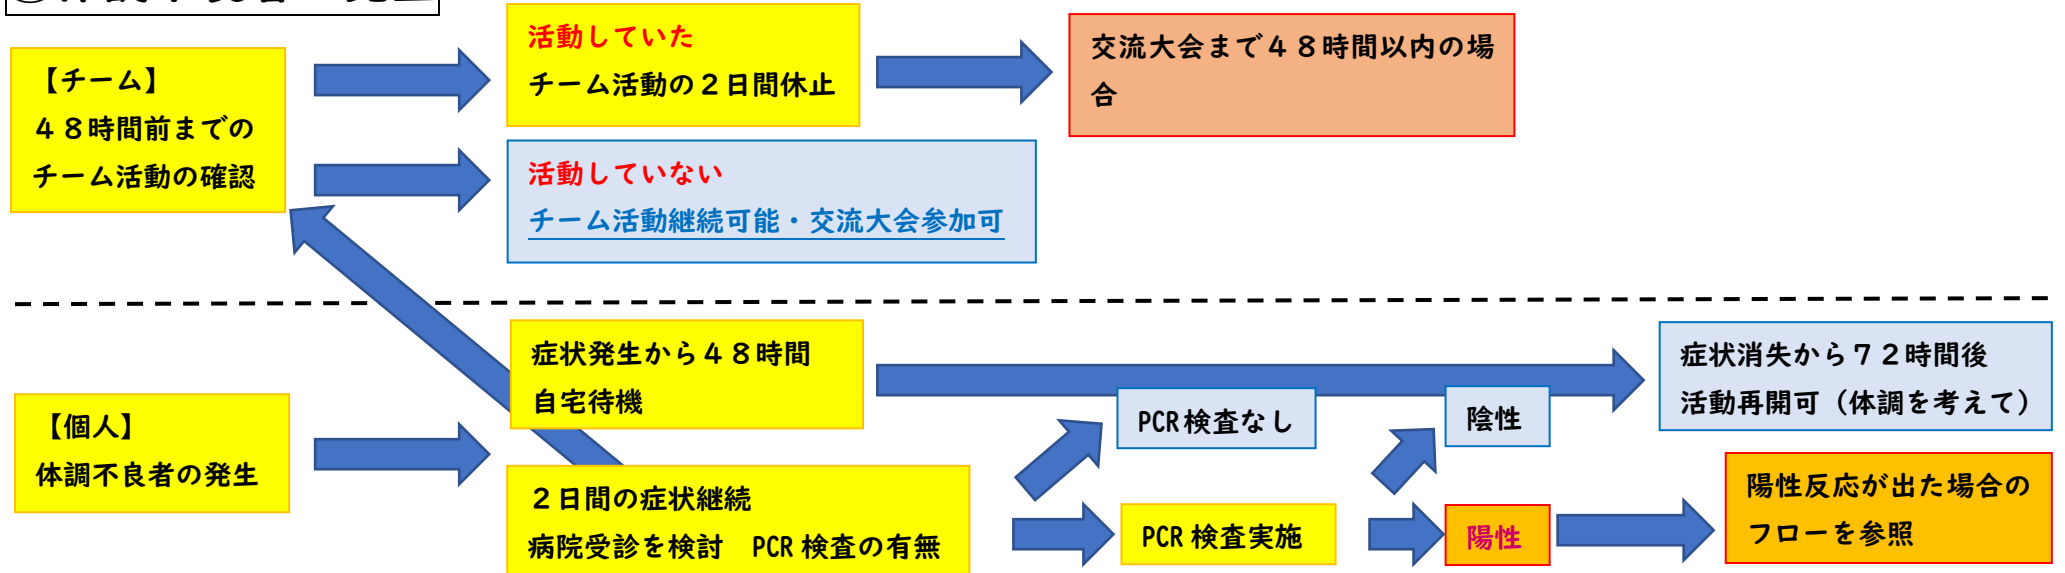 【チーム】
４８時間前までの
チーム活動の確認
活動していた
チーム活動の２日間休止
交流大会まで４８時間以内の場
合
活動していない
チーム活動継続可能・交流大会参加可
【個人】
体調不良者の発生
症状発生から４８時間
自宅待機
２日間の症状継続
病院受診を検討　PCR 検査の有無
PCR検査なし
PCR 検査実施
陰性
陽性
症状消失から７２時間後
活動再開可（体調を考えて）
陽性反応が出た場合の
フローを参照